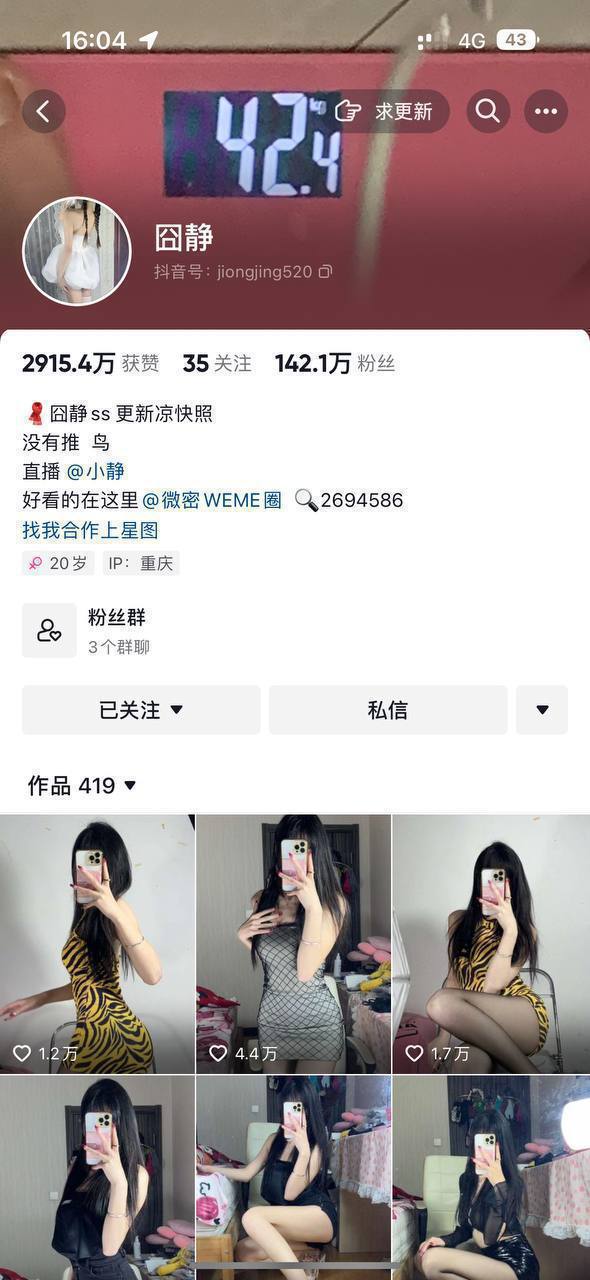 16:04
4G 43
42.4
求更新
囧静
抖音号：jiongjing520
2915.4万 获赞 35 关注 142.1万 粉丝
囧静ss 更新凉快照
没有推 鸟
直播 @小静
好看的在这里 @微密WEME圈 🔍2694586
找我合作上星图
20岁 IP：重庆
粉丝群
3个群聊
已关注 私信
作品 419
1.2万 4.4万 1.7万